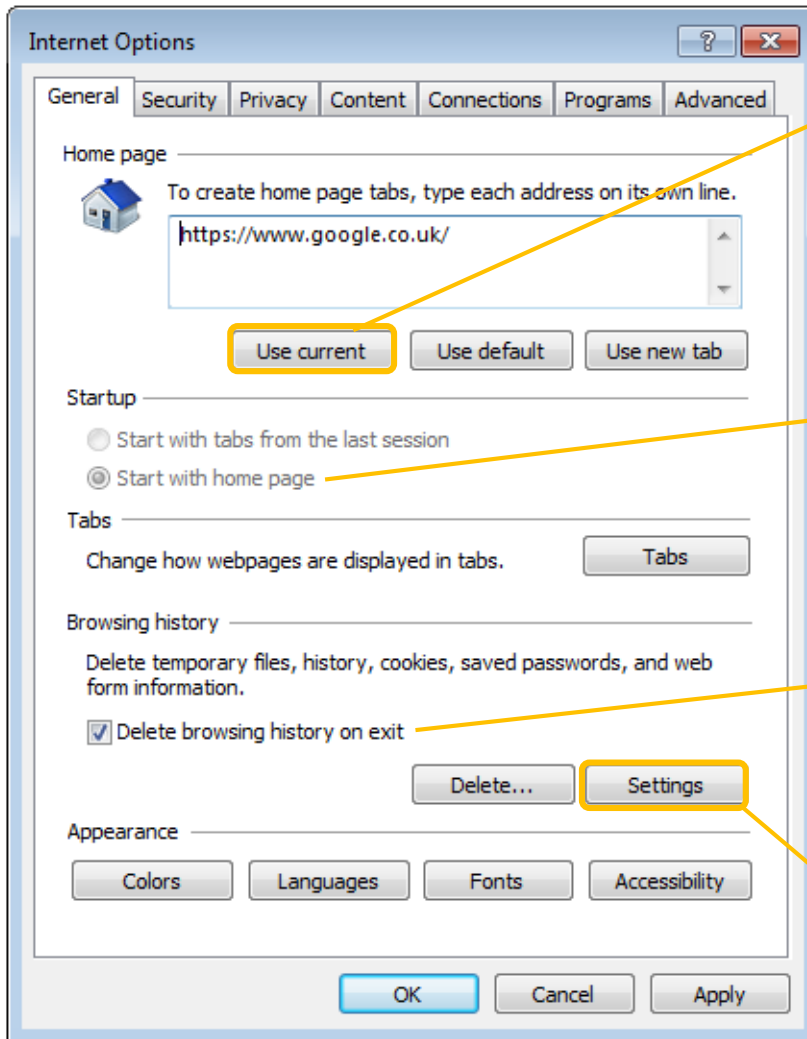 Internet Options
General Security Privacy Content Connections Programs Advanced
Home page
To create home page tabs, type each address on its own line.
https://www.google.co.uk/
Use current Use default Use new tab
Startup
Start with tabs from the last session
Start with home page
Tabs
Change how webpages are displayed in tabs.
Tabs
Browsing history
Delete temporary files, history, cookies, saved passwords, and web
form information.
Delete browsing history on exit
Delete... Settings
Appearance
Colors Languages Fonts Accessibility
OK Cancel Apply